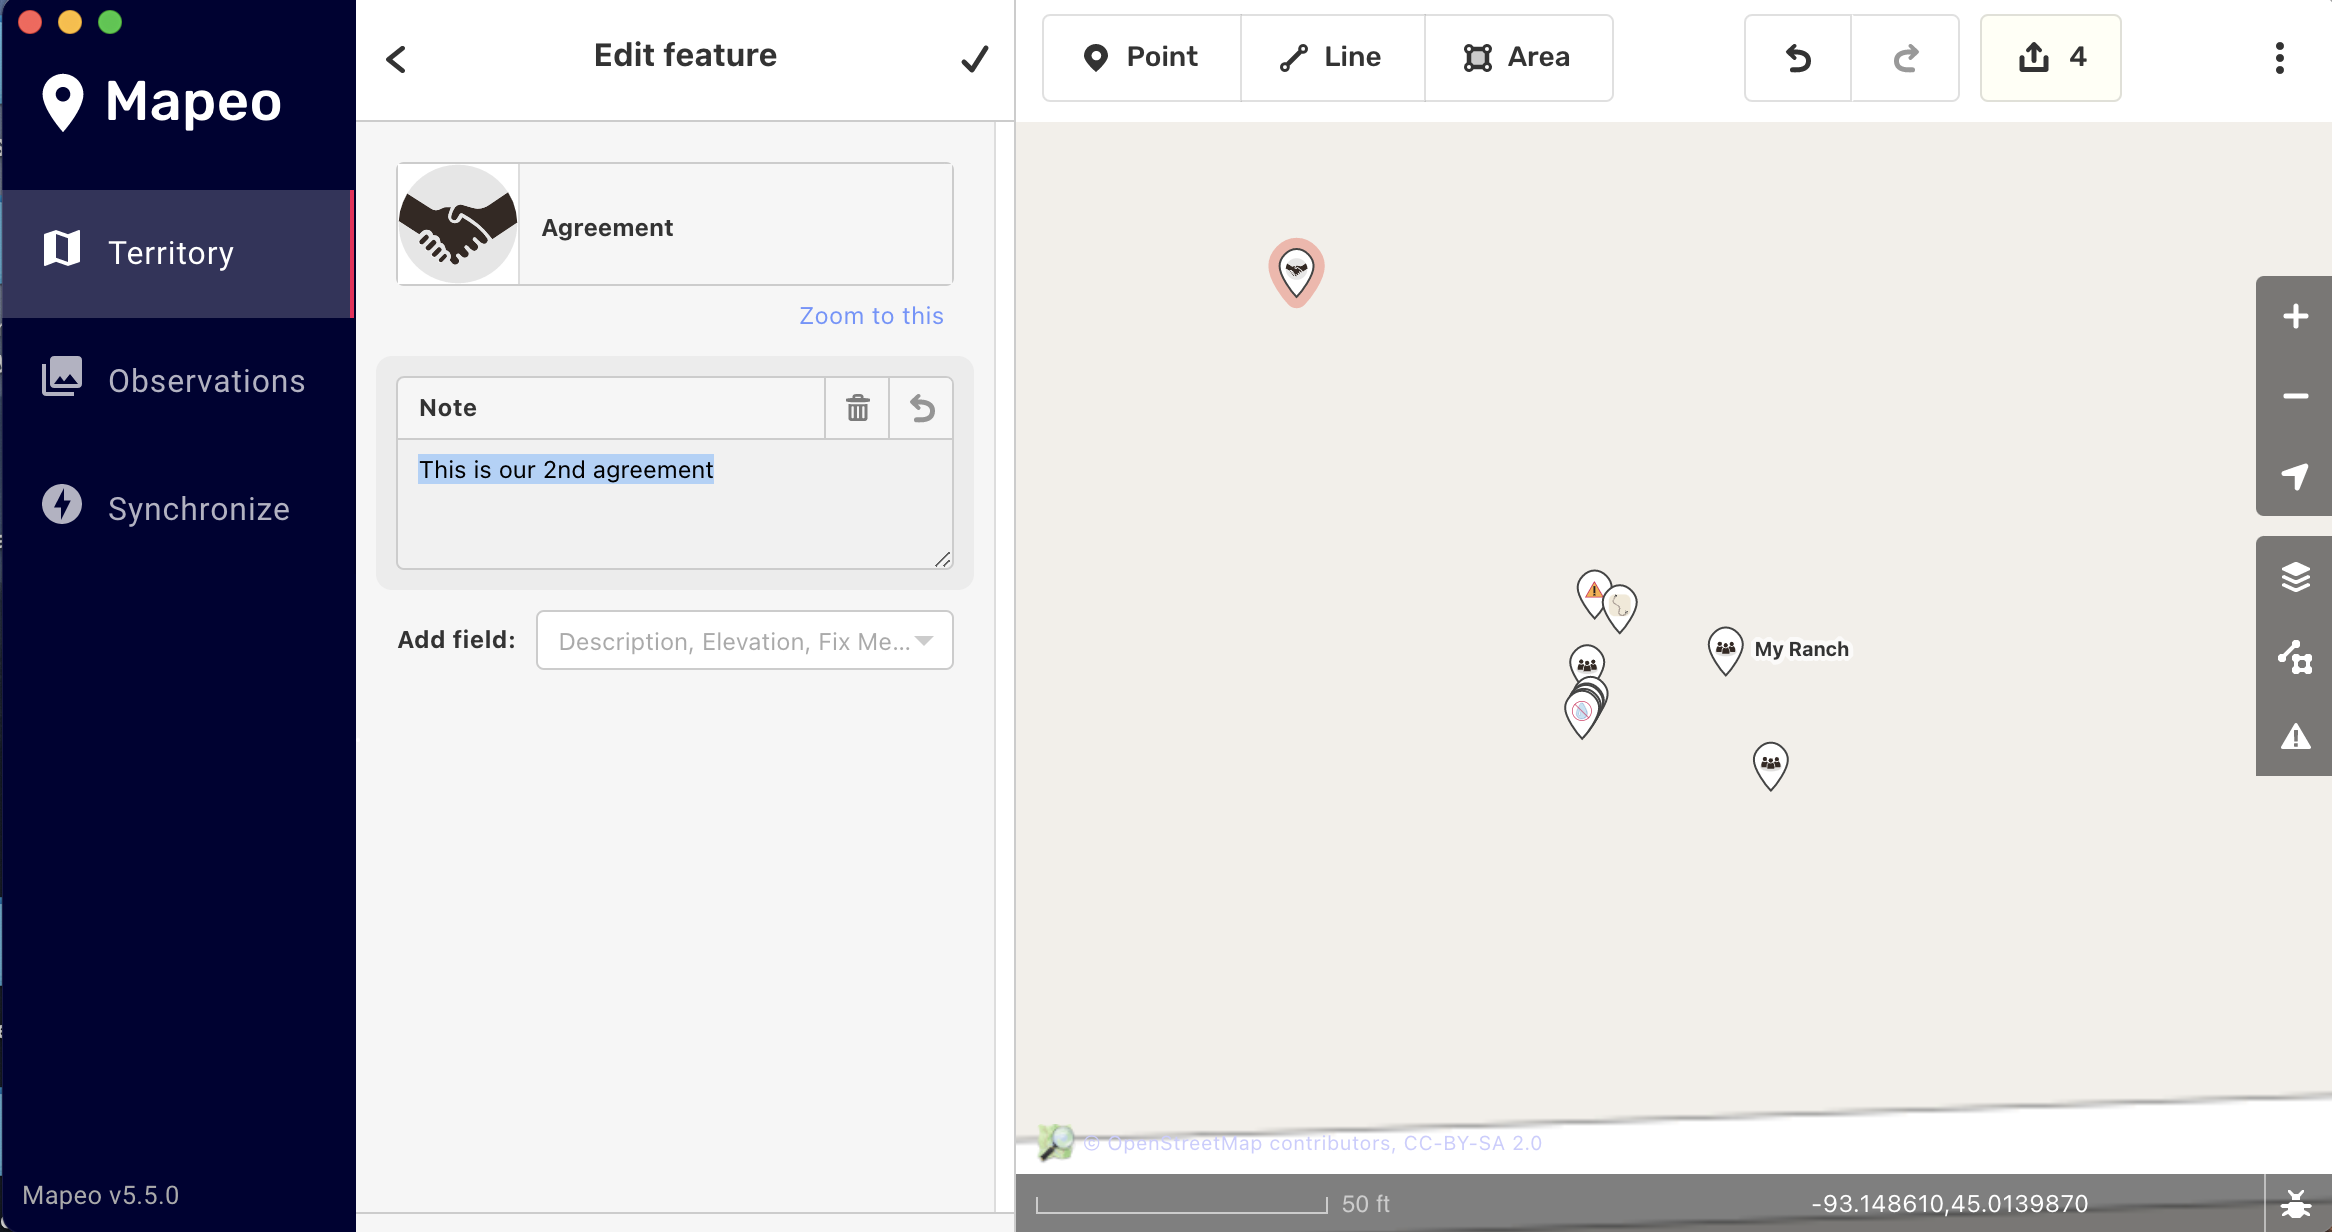 Mapeo
Territory
Observations
Synchronize
Mapeo v5.5.0
Edit feature
Agreement
Zoom to this
Note
This is our 2nd agreement
Add field:
Description, Elevation, Fix Me...
Point
Line
Area
4
My Ranch
© OpenStreetMap contributors, CC-BY-SA 2.0
50 ft
-93.148610,45.0139870